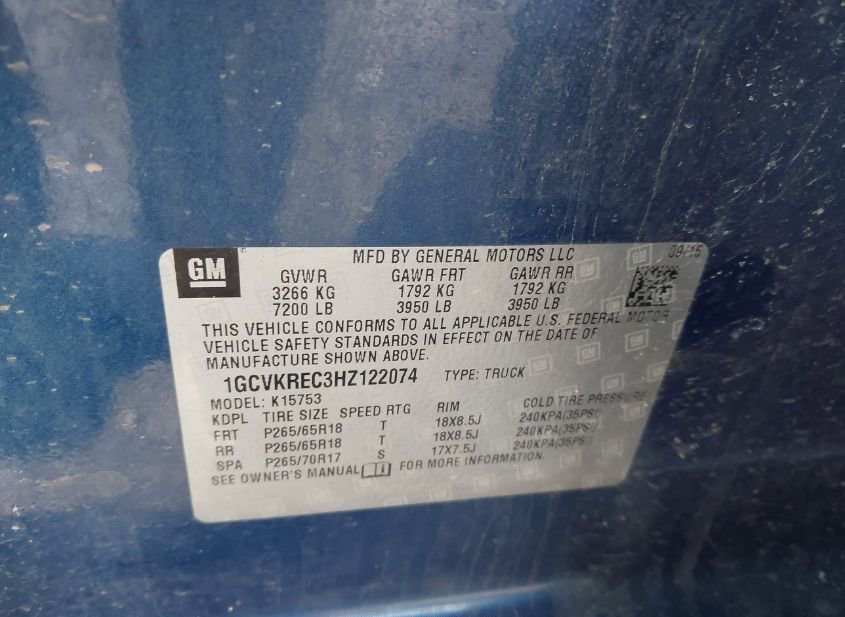 GM
MFD BY GENERAL MOTORS LLC 09/16
GVWR GAWR FRT GAWR RR
3266 KG 1792 KG 1792 KG
7200 LB 3950 LB 3950 LB
THIS VEHICLE CONFORMS TO ALL APPLICABLE U.S. FEDERAL MOTOR
VEHICLE SAFETY STANDARDS IN EFFECT ON THE DATE OF
MANUFACTURE SHOWN ABOVE.
1GCVKREC3HZ122074 TYPE: TRUCK
MODEL: K15753
KDPL TIRE SIZE SPEED RTG RIM COLD TIRE PRESSURE
FRT P265/65R18 T 18X8.5J 240KPA(35PSI)
RR P265/65R18 T 18X8.5J 240KPA(35PSI)
SPA P265/70R17 S 17X7.5J 240KPA(35PSI)
SEE OWNER'S MANUAL i FOR MORE INFORMATION.